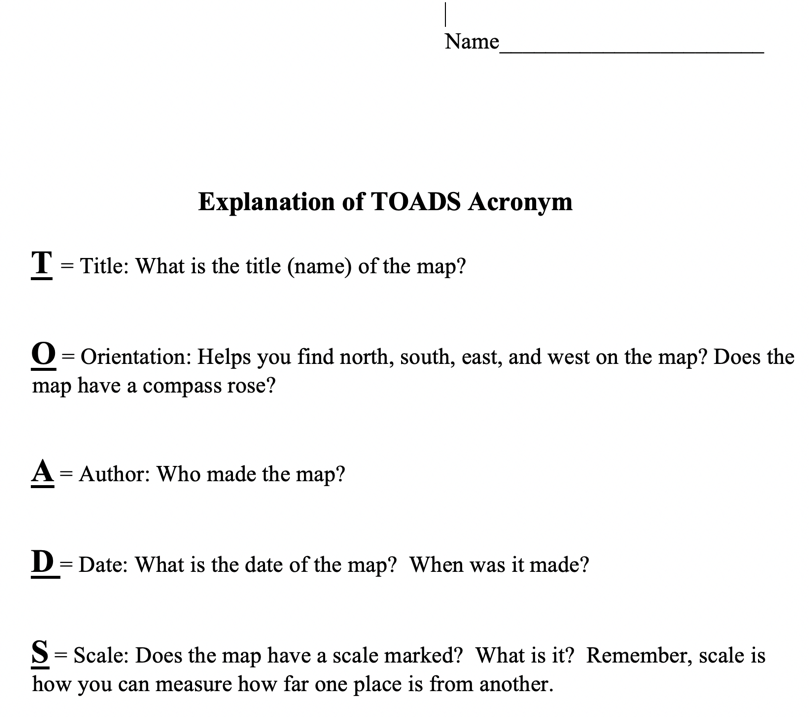 Name________________________
Explanation of TOADS Acronym
T = Title: What is the title (name) of the map?
O = Orientation: Helps you find north, south, east, and west on the map? Does the
map have a compass rose?
A = Author: Who made the map?
D = Date: What is the date of the map?  When was it made?
S = Scale: Does the map have a scale marked?  What is it?  Remember, scale is
how you can measure how far one place is from another.